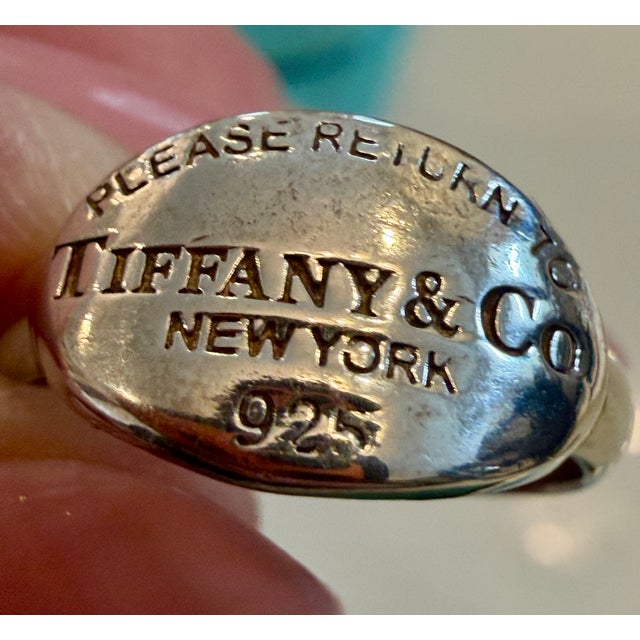 PLEASE RETURN TO
TIFFANY & CO
NEW YORK
925